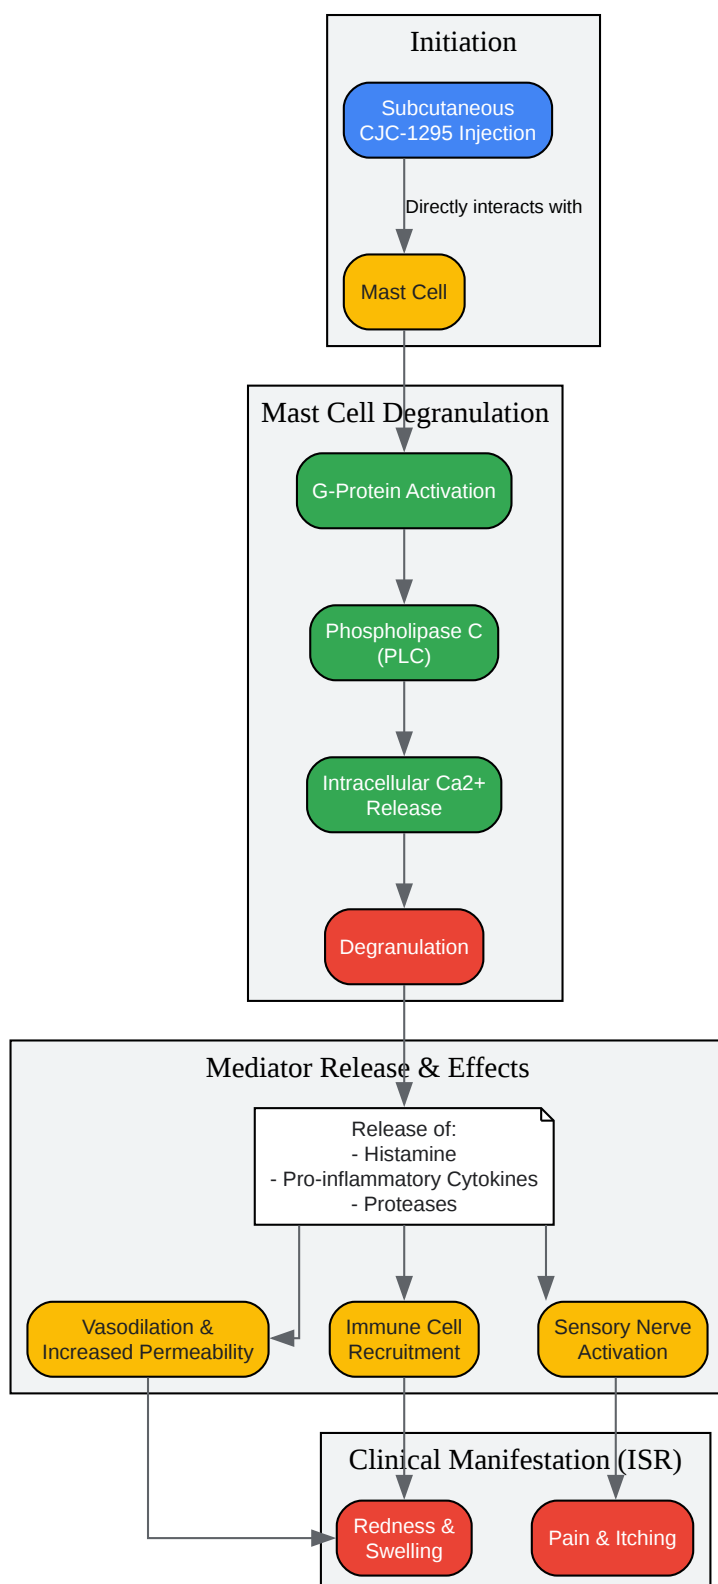 Initiation
Subcutaneous
CJC-1295 Injection
Directly interacts with
Mast Cell
Mast Cell Degranulation
G-Protein Activation
Phospholipase C
(PLC)
Intracellular Ca2+
Release
Degranulation
Mediator Release & Effects
Release of:
- Histamine
- Pro-inflammatory Cytokines
- Proteases
Vasodilation &
Increased Permeability
Immune Cell
Recruitment
Sensory Nerve
Activation
Clinical Manifestation (ISR)
Redness &
Swelling
Pain & Itching